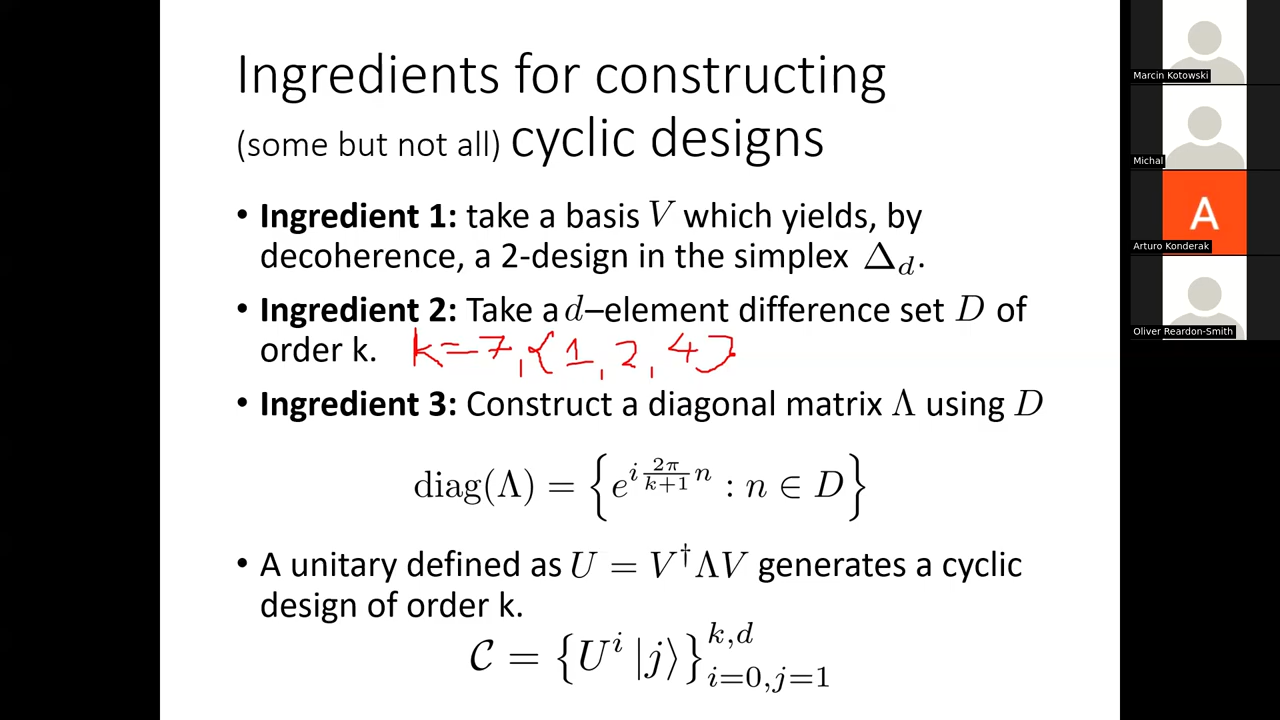 Ingredients for constructing
(some but not all) cyclic designs
• Ingredient 1: take a basis V which yields, by
decoherence, a 2-design in the simplex Δ_d.
• Ingredient 2: Take a d–element difference set D of
order k. k=7, {1, 2, 4}
• Ingredient 3: Construct a diagonal matrix Λ using D
diag(Λ) = {e^{i \frac{2π}{k+1} n} : n ∈ D}
• A unitary defined as U = V†ΛV generates a cyclic
design of order k.
𝒞 = {U^i |j⟩}^{k,d}_{i=0,j=1}
Marcin Kotowski
Michal
A
Arturo Konderak
Oliver Reardon-Smith